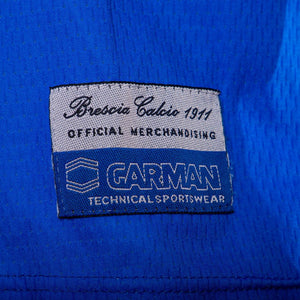 Brescia Calcio 1911
OFFICIAL MERCHANDISING
GARMAN
TECHNICALSPORTSWEAR